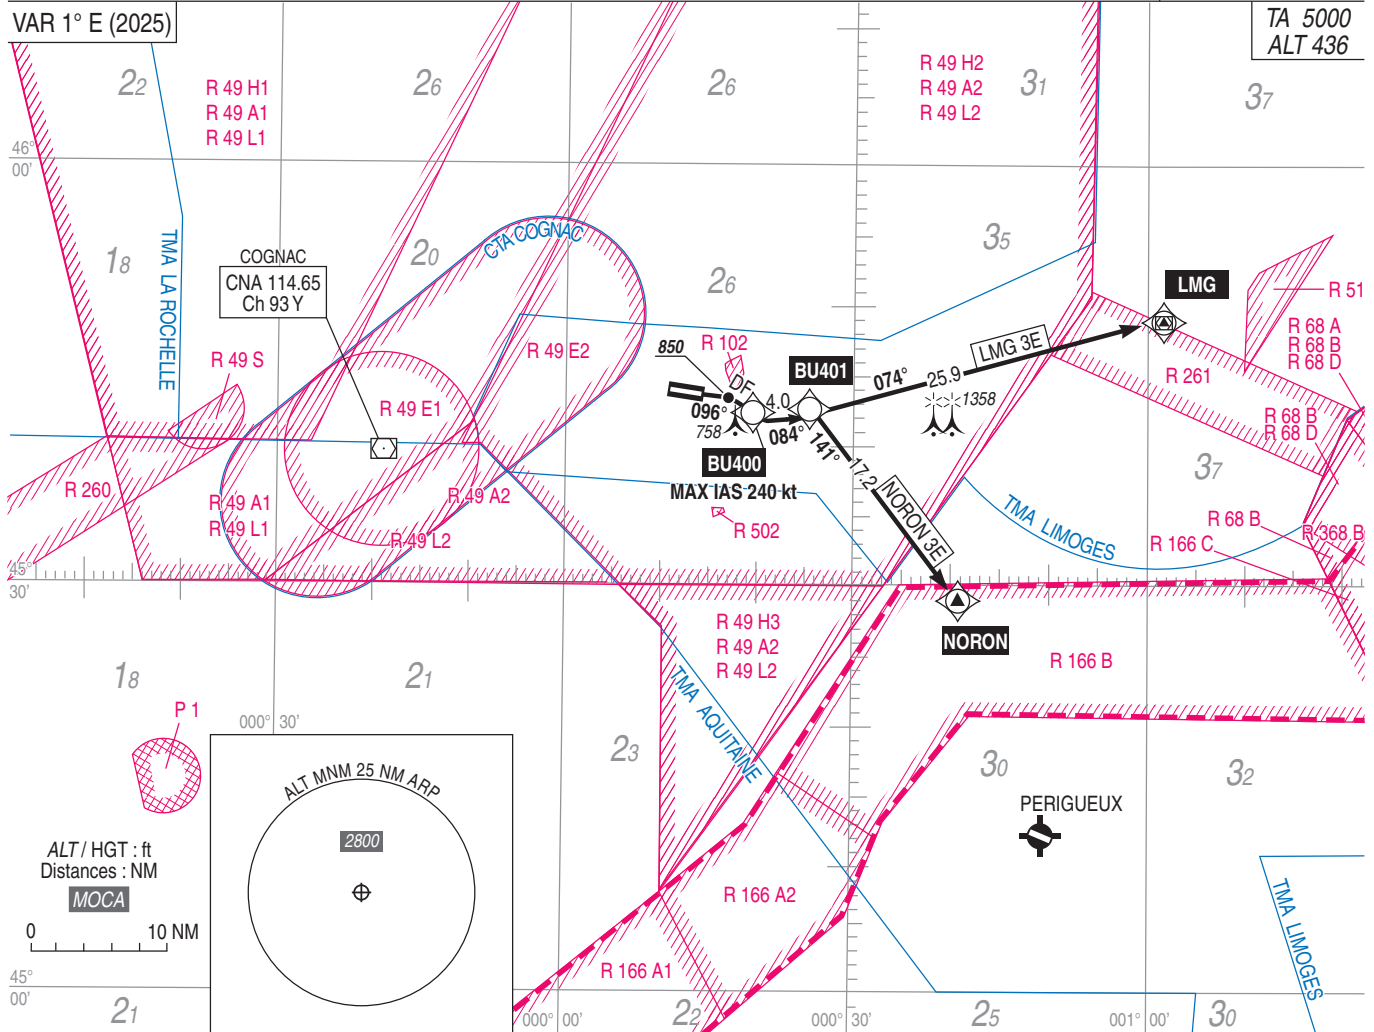 VAR 1° E (2025)
TA 5000
ALT 436
22
26
26
31
37
R 49 H1
R 49 A1
R 49 L1
R 49 H2
R 49 A2
R 49 L2
46°
00'
18
20
26
35
TMA LA ROCHELLE
CTA COGNAC
COGNAC
CNA 114.65
Ch 93 Y
LMG
R 51
R 68 A
R 68 B
R 68 D
R 49 S
R 49 E2
850
R 102
DF
BU401
4.0
074°
25.9
LMG 3E
1358
R 261
R 49 E1
096°
758
084°
141°
R 68 B
R 68 D
BU400
MAX IAS 240 kt
17.2
NORON 3E
37
R 260
R 49 A1
R 49 L1
R 49 A2
R 49 L2
R 502
TMA LIMOGES
R 68 B
R 166 C
R 368 B
45°
30'
NORON
R 49 H3
R 49 A2
R 49 L2
R 166 B
18
21
P 1
000° 30'
TMA AQUITAINE
23
30
32
ALT MNM 25 NM ARP
2800
PERIGUEUX
ALT / HGT : ft
Distances : NM
MOCA
0 10 NM
R 166 A2
R 166 A1
TMA LIMOGES
45°
00'
21
000° 00'
22
000° 30'
25
001° 00'
30